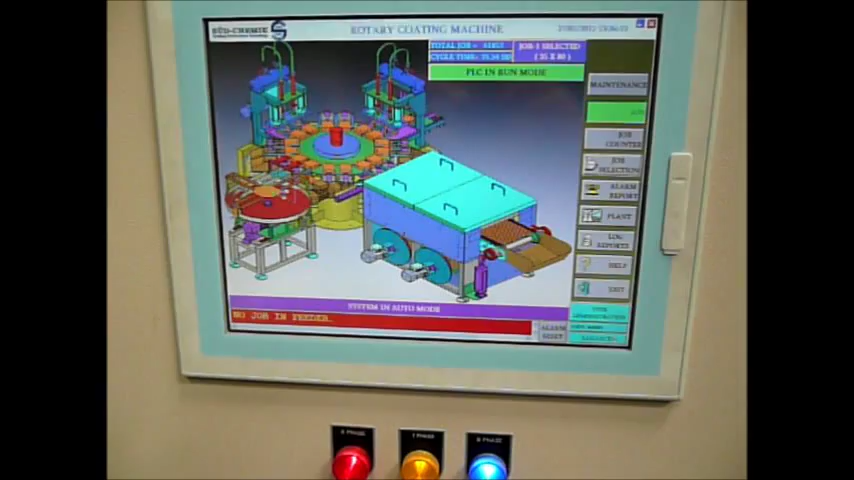 SÜD-CHEMIE
ROTARY COATING MACHINE
TOTAL JOB =
CYCLE TIME=
JOB-1 SELECTED
( 35 X 80 )
PLC IN RUN MODE
MAINTENANCE
JOB
COUNTER
JOB
SELECTION
ALARM
REPORT
PLANT
LOG
REPORTS
HELP
EXIT
SYSTEM IN AUTO MODE
NO JOB IN FEEDER.
ALARM
RESET
R PHASE
Y PHASE
B PHASE